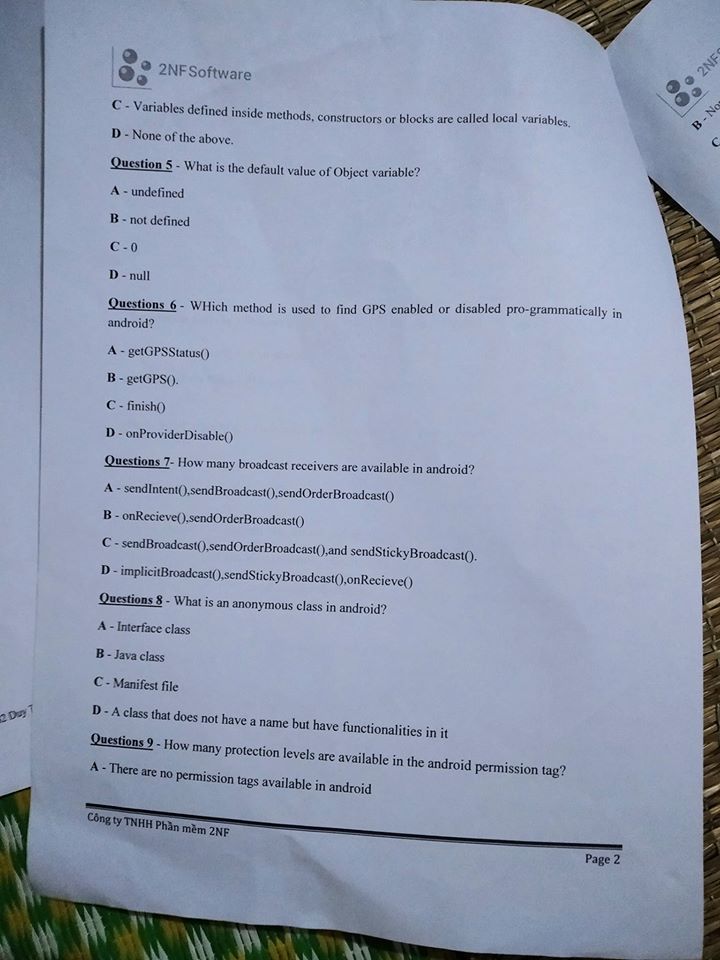 2NFSoftware
C - Variables defined inside methods, constructors or blocks are called local variables.
D - None of the above.
Question 5 - What is the default value of Object variable?
A - undefined
B - not defined
C - 0
D - null
Questions 6 - WHich method is used to find GPS enabled or disabled pro-grammatically in
android?
A - getGPSStatus()
B - getGPS().
C - finish()
D - onProviderDisable()
Questions 7- How many broadcast receivers are available in android?
A - sendIntent(),sendBroadcast(),sendOrderBroadcast()
B - onRecieve(),sendOrderBroadcast()
C - sendBroadcast(),sendOrderBroadcast(),and sendStickyBroadcast().
D - implicitBroadcast(),sendStickyBroadcast(),onRecieve()
Questions 8 - What is an anonymous class in android?
A - Interface class
B - Java class
C - Manifest file
D - A class that does not have a name but have functionalities in it
Questions 9 - How many protection levels are available in the android permission tag?
A - There are no permission tags available in android
Công ty TNHH Phần mềm 2NF
Page 2
2NF
B -
C
Duy